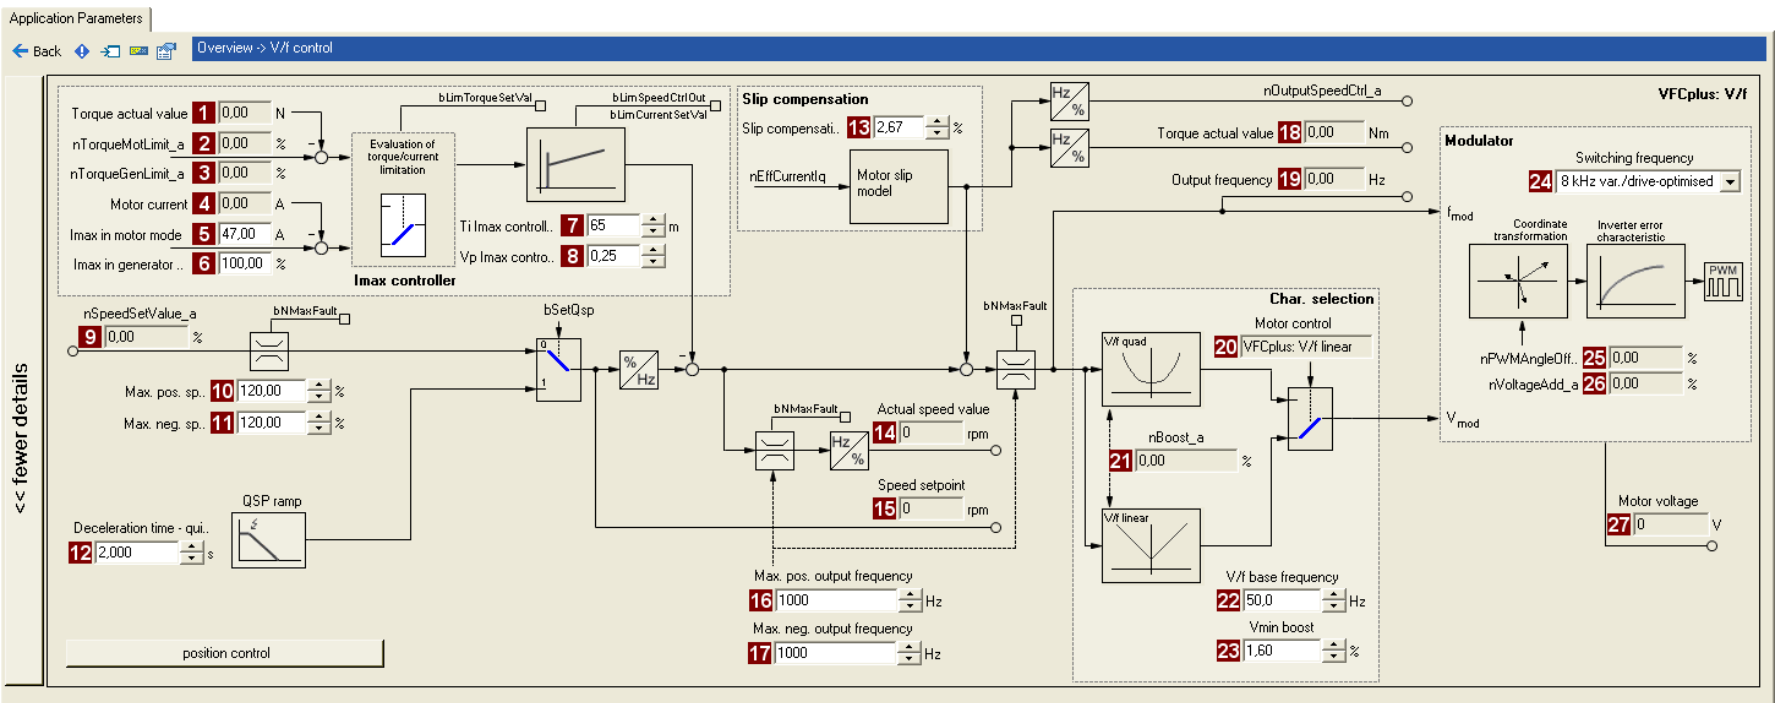 Application Parameters
Back
Overview -> V/f control
<< fewer details
VFCplus: V/f
Torque actual value 1 0,00 N
nTorqueMotLimit_a 2 0,00 %
nTorqueGenLimit_a 3 0,00 %
Motor current 4 0,00 A
Imax in motor mode 5 47,00 A
Imax in generator .. 6 100,00 %
bLimTorqueSetVal
Evaluation of
torque/current
limitation
bLimSpeedCtrlOut
bLimCurrentSetVal
Ti Imax controll.. 7 65 m
Vp Imax contro.. 8 0,25
Imax controller
Slip compensation
Slip compensati.. 13 2,67 %
nEffCurrentIq
Motor slip
model
Hz
%
Hz
%
nOutputSpeedCtrl_a
Torque actual value 18 0,00 Nm
Output frequency 19 0,00 Hz
Modulator
Switching frequency
24 8 kHz var./drive-optimised
fmod
Coordinate
transformation
Inverter error
characteristic
PWM
nPWMAngleOff.. 25 0,00 %
nVoltageAdd_a 26 0,00 %
Vmod
Motor voltage
27 0 V
nSpeedSetValue_a
9 0,00 %
bNMaxFault
Max. pos. sp.. 10 120,00 %
Max. neg. sp.. 11 120,00 %
bSetQsp
0
1
%
Hz
QSP ramp
Deceleration time - qui..
12 2,000 s
position control
bNMaxFault
bNMaxFault
Hz
%
Actual speed value
14 0 rpm
Speed setpoint
15 0 rpm
Max. pos. output frequency
16 1000 Hz
Max. neg. output frequency
17 1000 Hz
Char. selection
Motor control
20 VFCplus: V/f linear
V/f quad
nBoost_a
21 0,00 %
V/f linear
V/f base frequency
22 50,0 Hz
Vmin boost
23 1,60 %